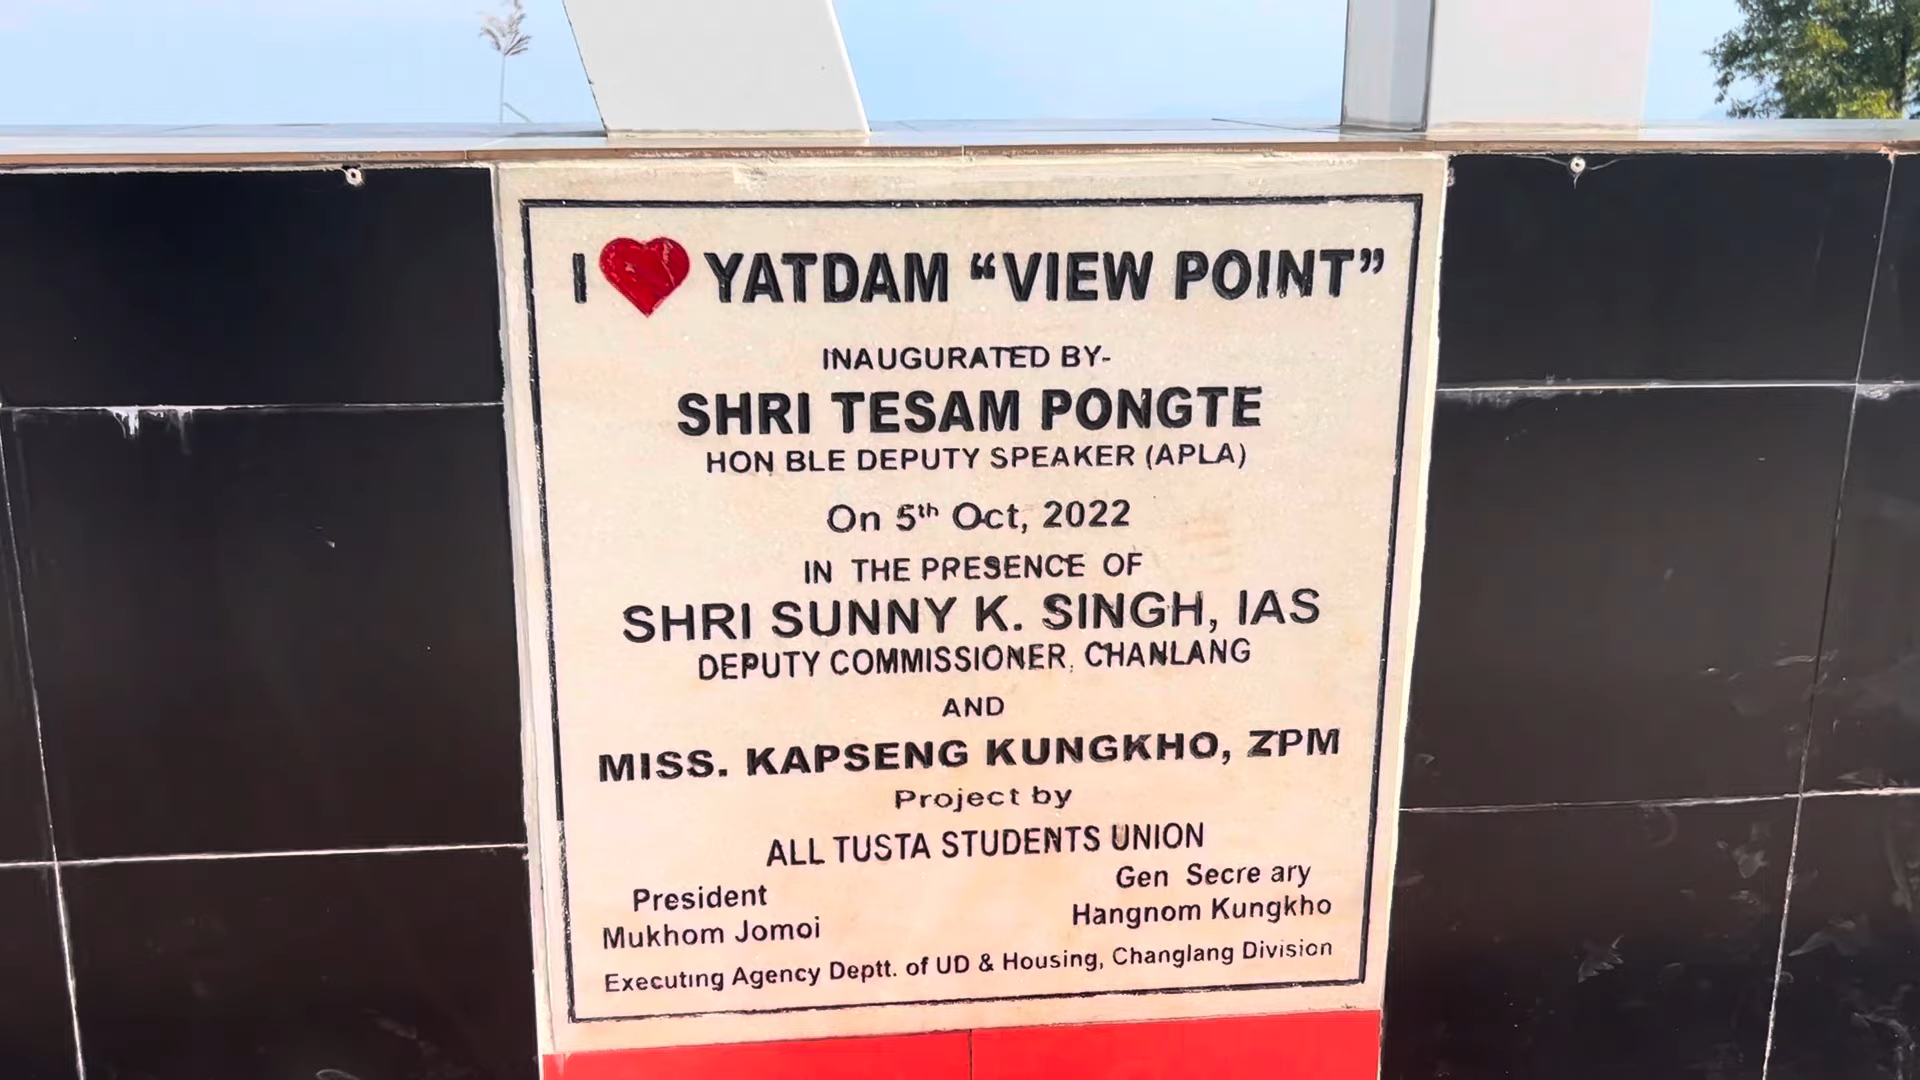 I ❤ YATDAM “VIEW POINT”
INAUGURATED BY-
SHRI TESAM PONGTE
HON BLE DEPUTY SPEAKER (APLA)
On 5th Oct, 2022
IN THE PRESENCE OF
SHRI SUNNY K. SINGH, IAS
DEPUTY COMMISSIONER, CHANLANG
AND
MISS. KAPSENG KUNGKHO, ZPM
Project by
ALL TUSTA STUDENTS UNION
President
Mukhom Jomoi
Gen Secre ary
Hangnom Kungkho
Executing Agency Deptt. of UD & Housing, Changlang Division